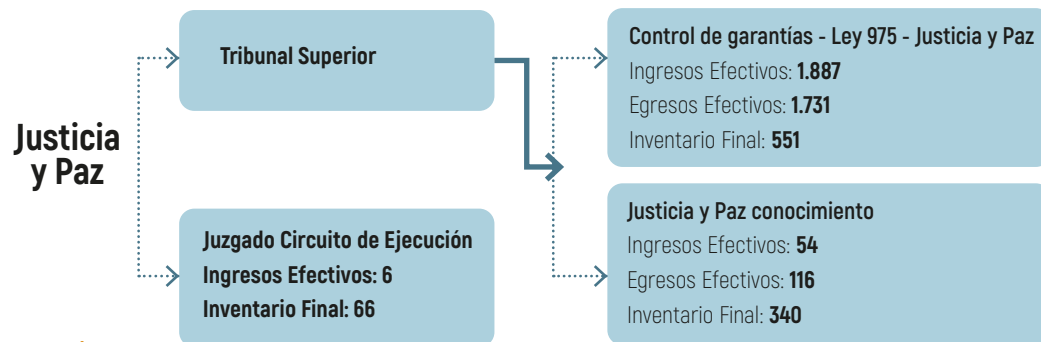 Justicia
y Paz
Tribunal Superior
Juzgado Circuito de Ejecución
Ingresos Efectivos: 6
Inventario Final: 66
Control de garantías - Ley 975 - Justicia y Paz
Ingresos Efectivos: 1.887
Egresos Efectivos: 1.731
Inventario Final: 551
Justicia y Paz conocimiento
Ingresos Efectivos: 54
Egresos Efectivos: 116
Inventario Final: 340